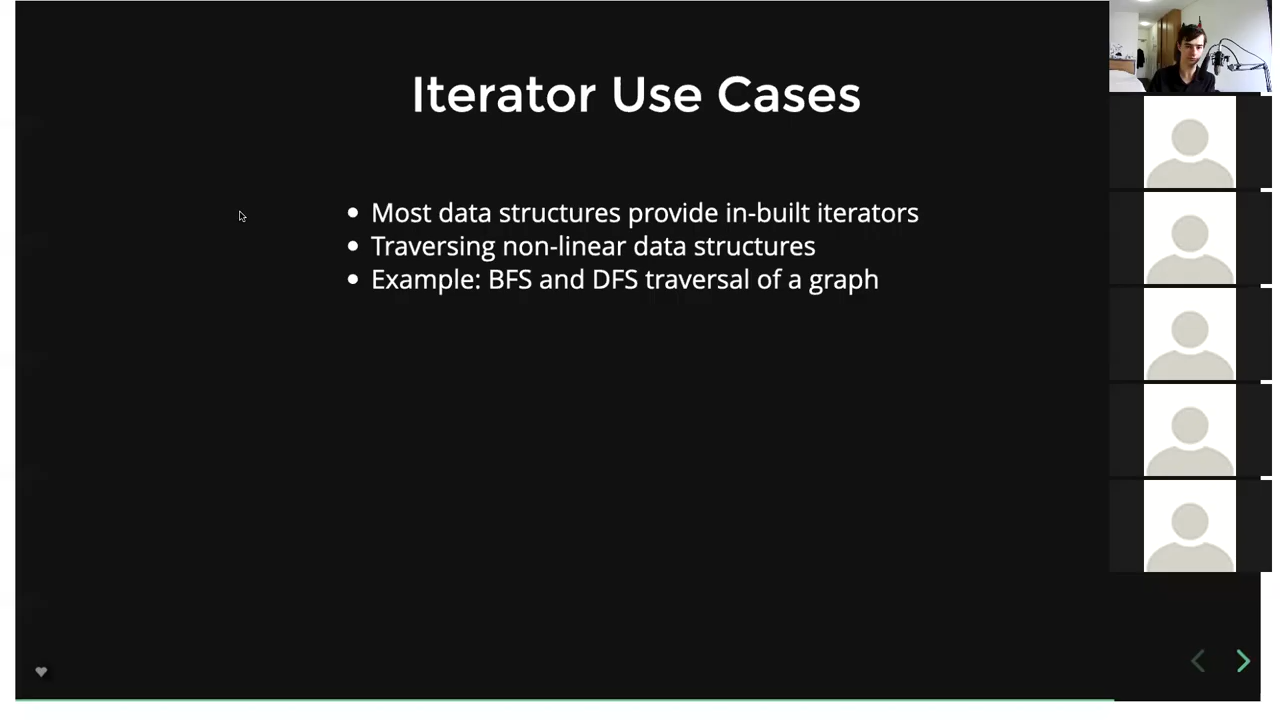 Iterator Use Cases
Most data structures provide in-built iterators
Traversing non-linear data structures
Example: BFS and DFS traversal of a graph